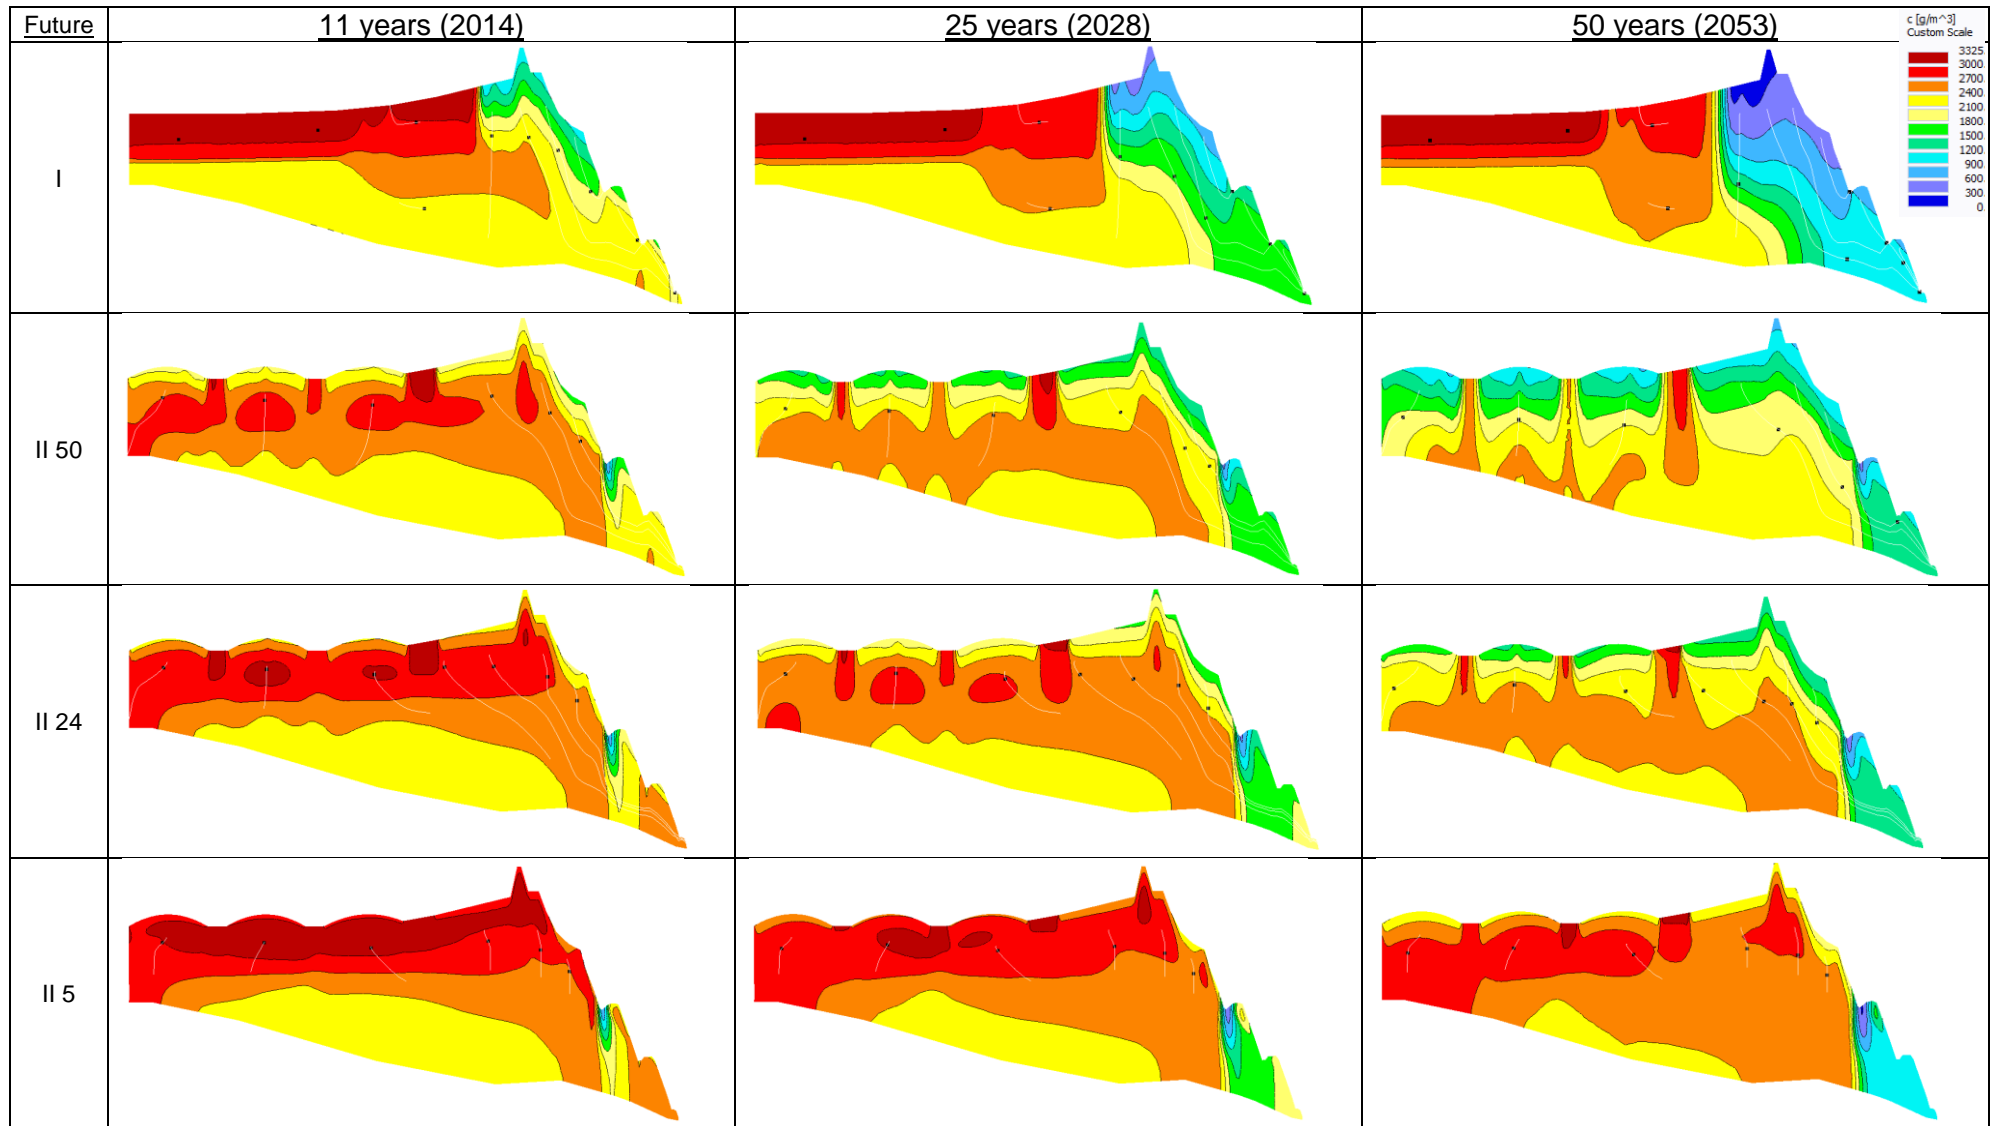 Future
11 years (2014)
25 years (2028)
50 years (2053)
c [g/m^3]
Custom Scale
3325.
3000.
2700.
2400.
2100.
1800.
1500.
1200.
900.
600.
300.
0.
I
II 50
II 24
II 5